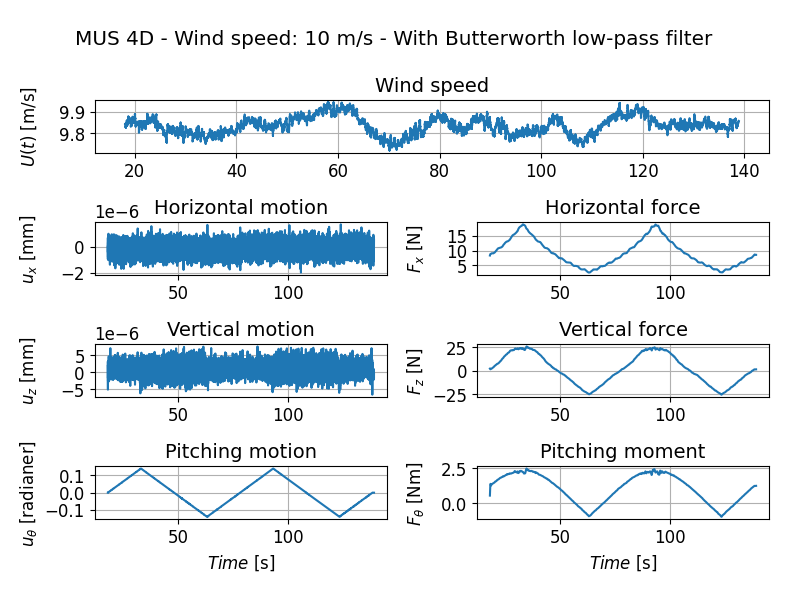 MUS 4D - Wind speed: 10 m/s - With Butterworth low-pass filter
Wind speed
U(t) [m/s]
9.9
9.8
20 40 60 80 100 120 140
1e−6
Horizontal motion
u_x [mm]
0
−2
50 100
Horizontal force
F_x [N]
15
10
5
50 100
1e−6
Vertical motion
u_z [mm]
5
0
−5
50 100
Vertical force
F_z [N]
25
0
−25
50 100
Pitching motion
u_θ [radianer]
0.1
0.0
−0.1
50 100
Time [s]
Pitching moment
F_θ [Nm]
2.5
0.0
50 100
Time [s]